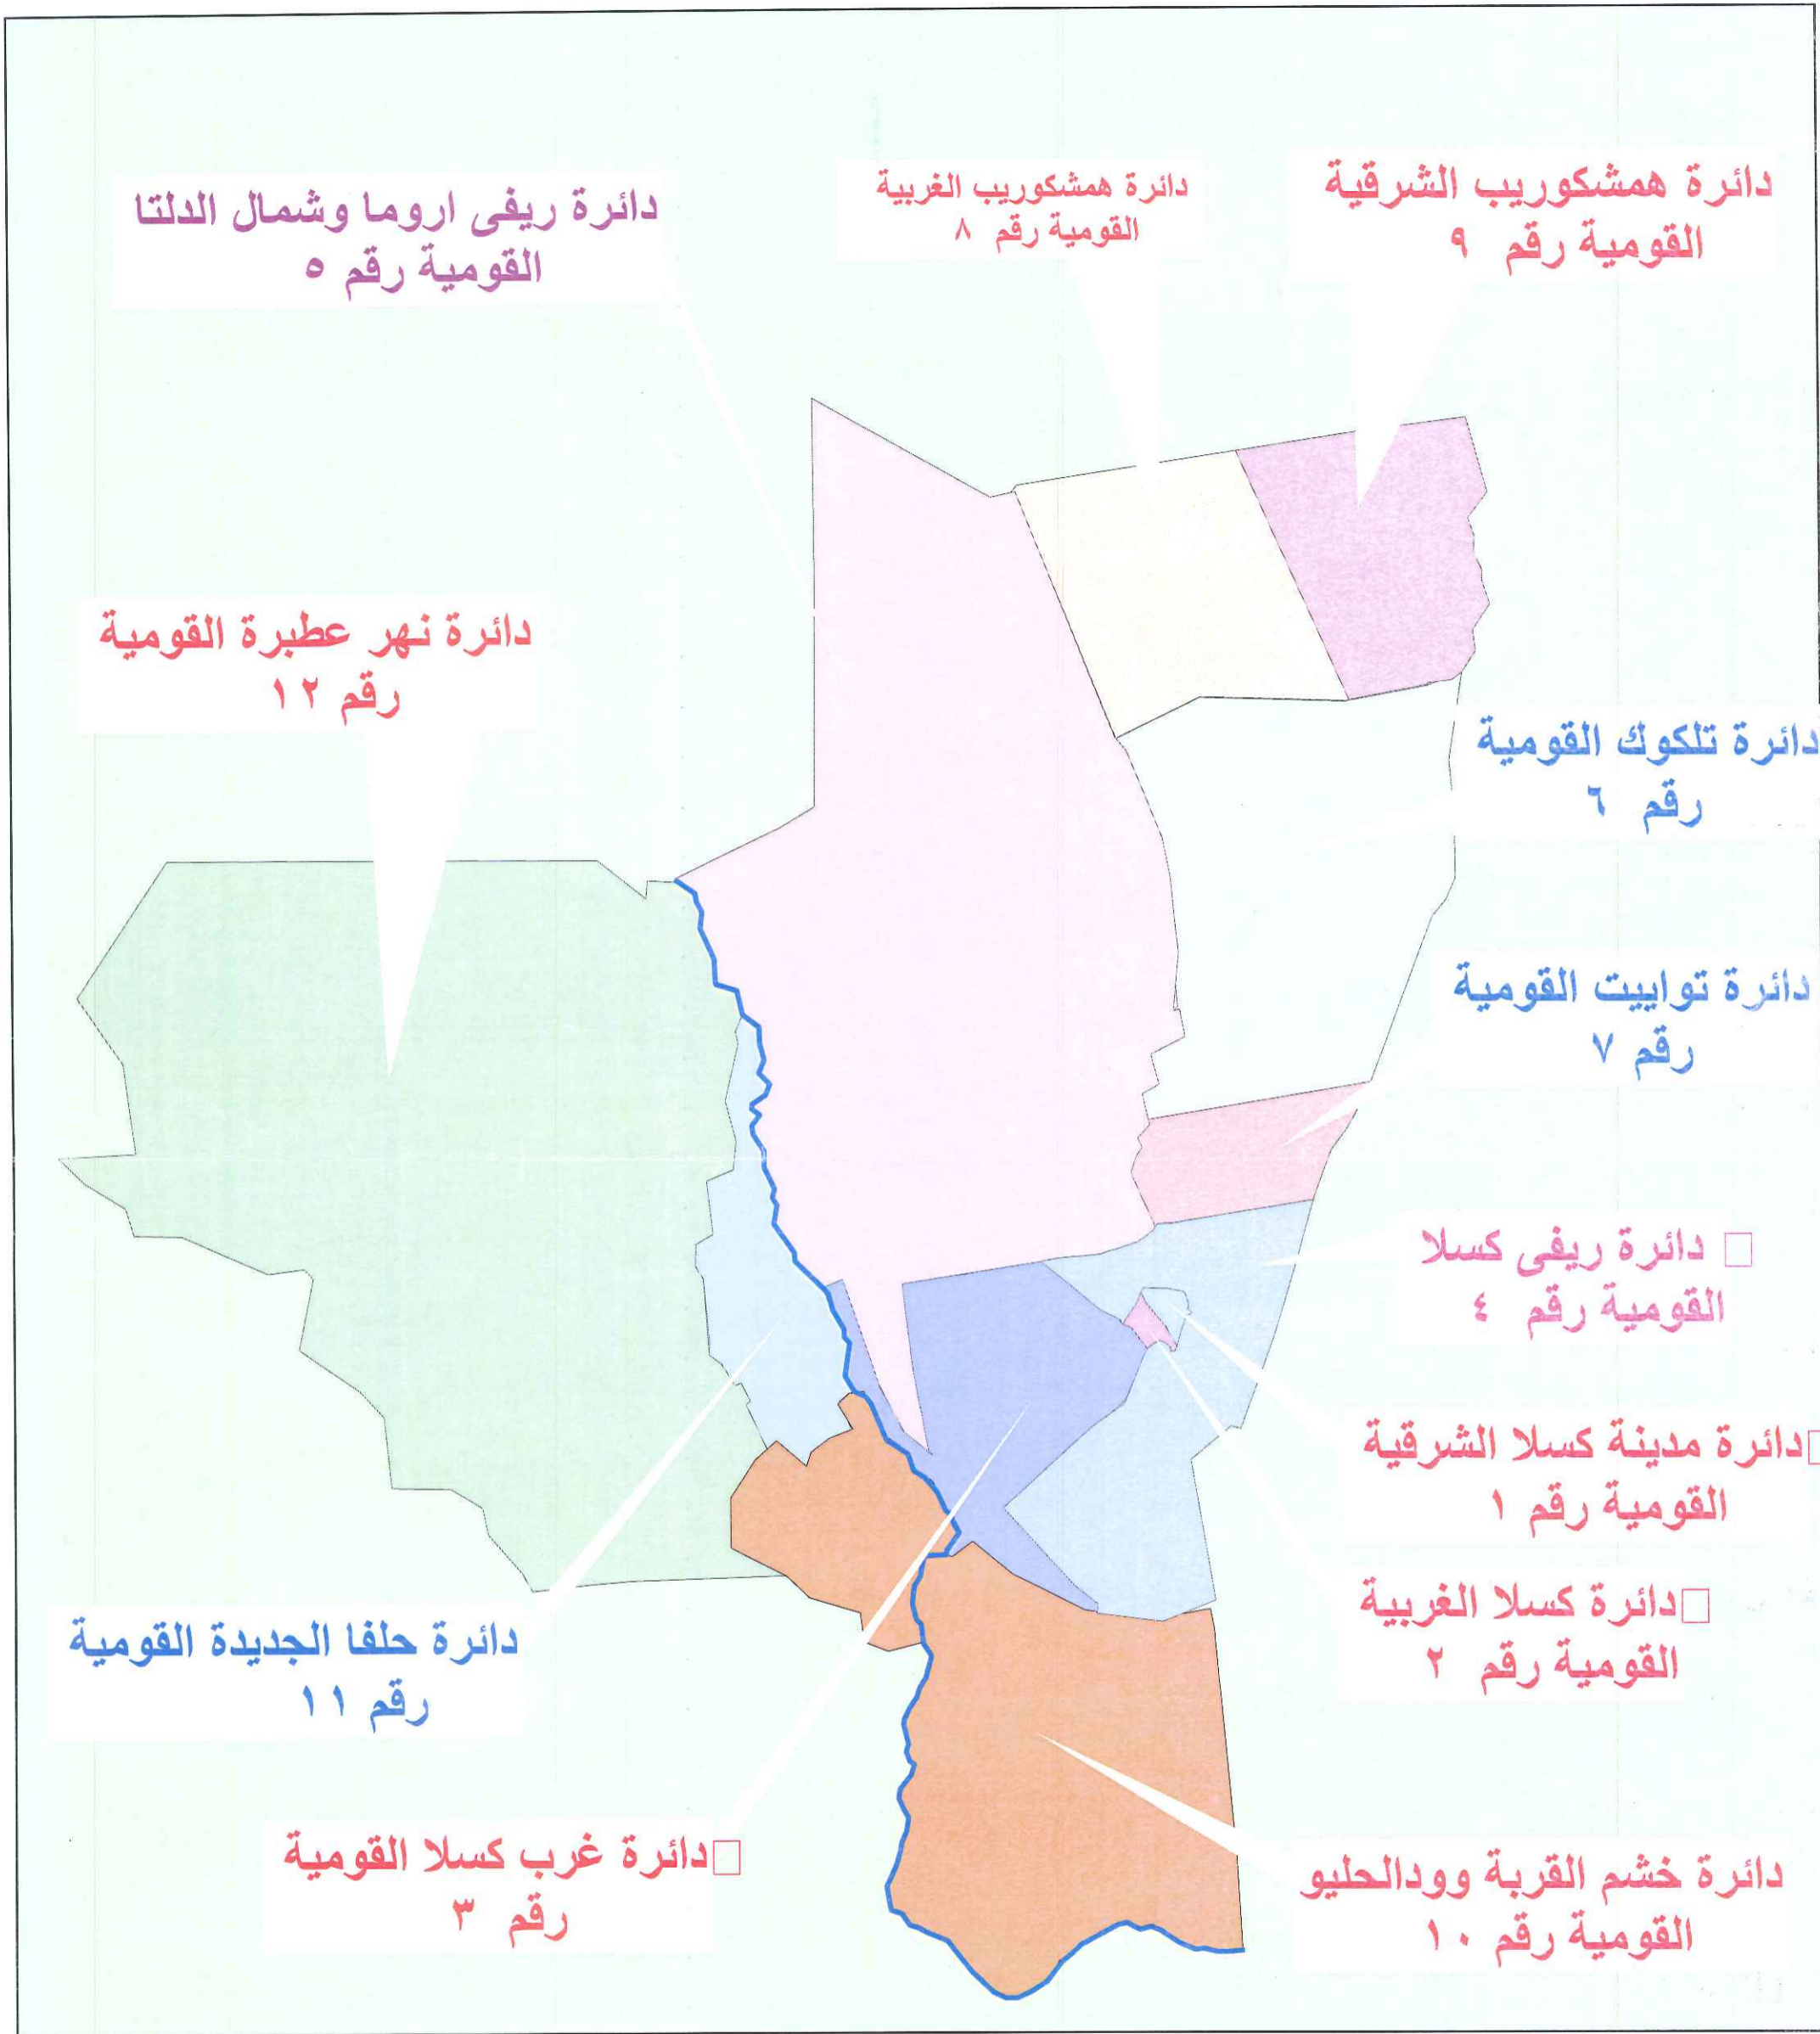 دائرة همشكوريب الشرقية
القومية رقم ٩
دائرة همشكوريب الغربية
القومية رقم ٨
دائرة ريفى اروما وشمال الدلتا
القومية رقم ٥
دائرة نهر عطبرة القومية
رقم ١٢
دائرة تلكوك القومية
رقم ٦
دائرة تواييت القومية
رقم ٧
دائرة ريفى كسلا
القومية رقم ٤
دائرة مدينة كسلا الشرقية
القومية رقم ١
دائرة كسلا الغربية
القومية رقم ٢
دائرة حلفا الجديدة القومية
رقم ١١
دائرة غرب كسلا القومية
رقم ٣
دائرة خشم القربة وودالحليو
القومية رقم ١٠